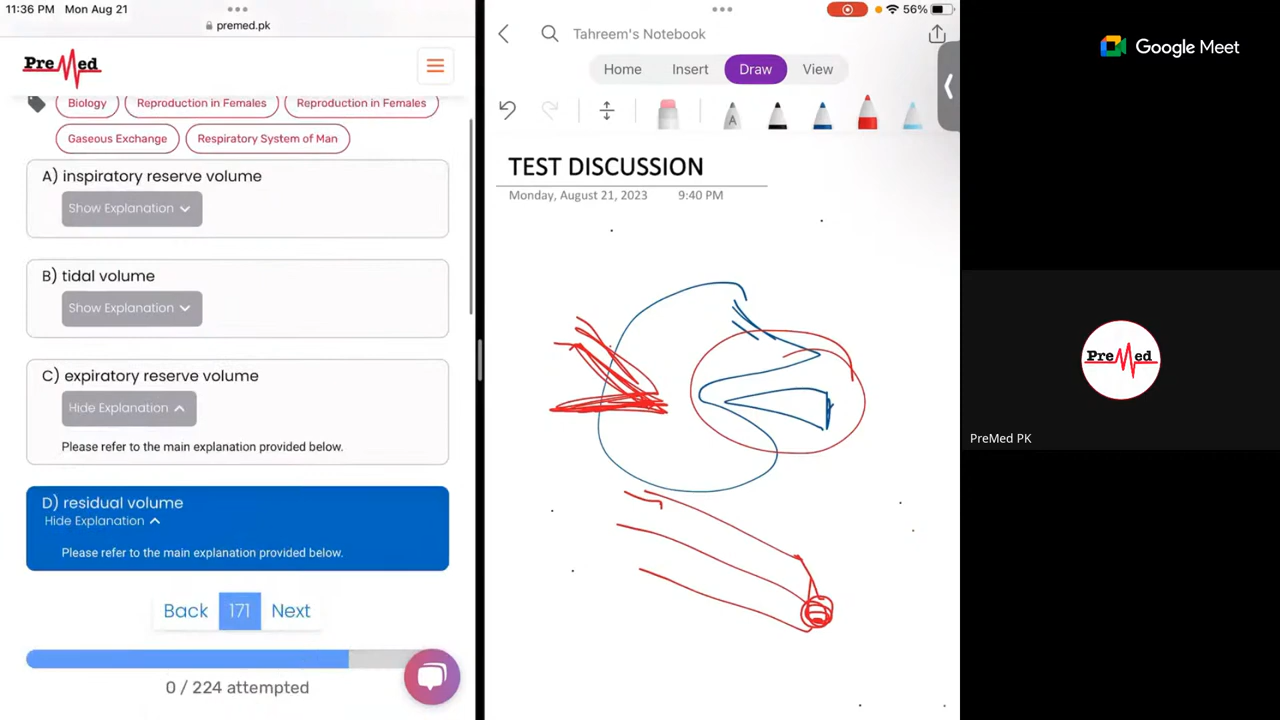 11:36 PM Mon Aug 21
premed.pk
PreMed
Biology
Reproduction in Females
Reproduction in Females
Gaseous Exchange
Respiratory System of Man
A) inspiratory reserve volume
Show Explanation
B) tidal volume
Show Explanation
C) expiratory reserve volume
Hide Explanation
Please refer to the main explanation provided below.
D) residual volume
Hide Explanation
Please refer to the main explanation provided below.
Back 171 Next
0 / 224 attempted
56%
Tahreem's Notebook
Home Insert Draw View
A
TEST DISCUSSION
Monday, August 21, 2023 9:40 PM
Google Meet
PreMed
PreMed PK